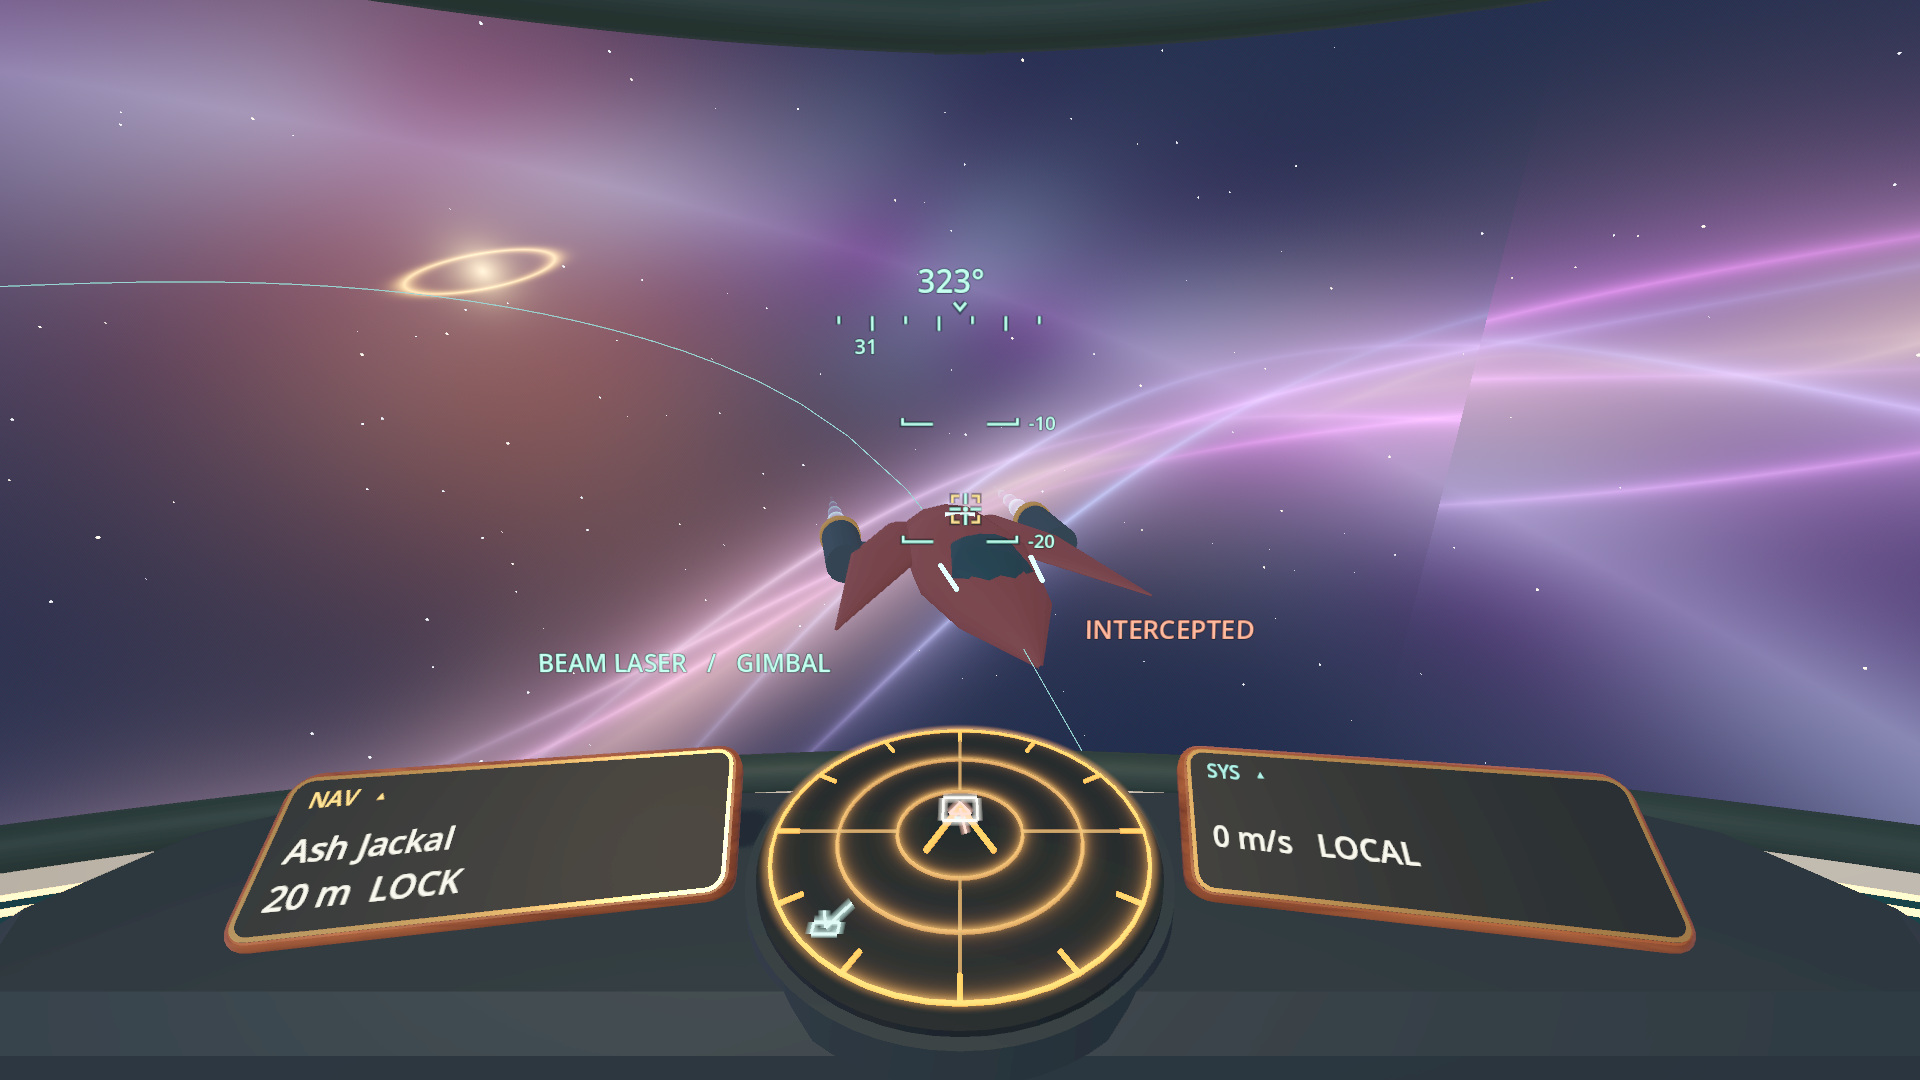 323°
31
-10
-20
INTERCEPTED
BEAM LASER / GIMBAL
NAV
Ash Jackal
20 m LOCK
SYS
0 m/s LOCAL